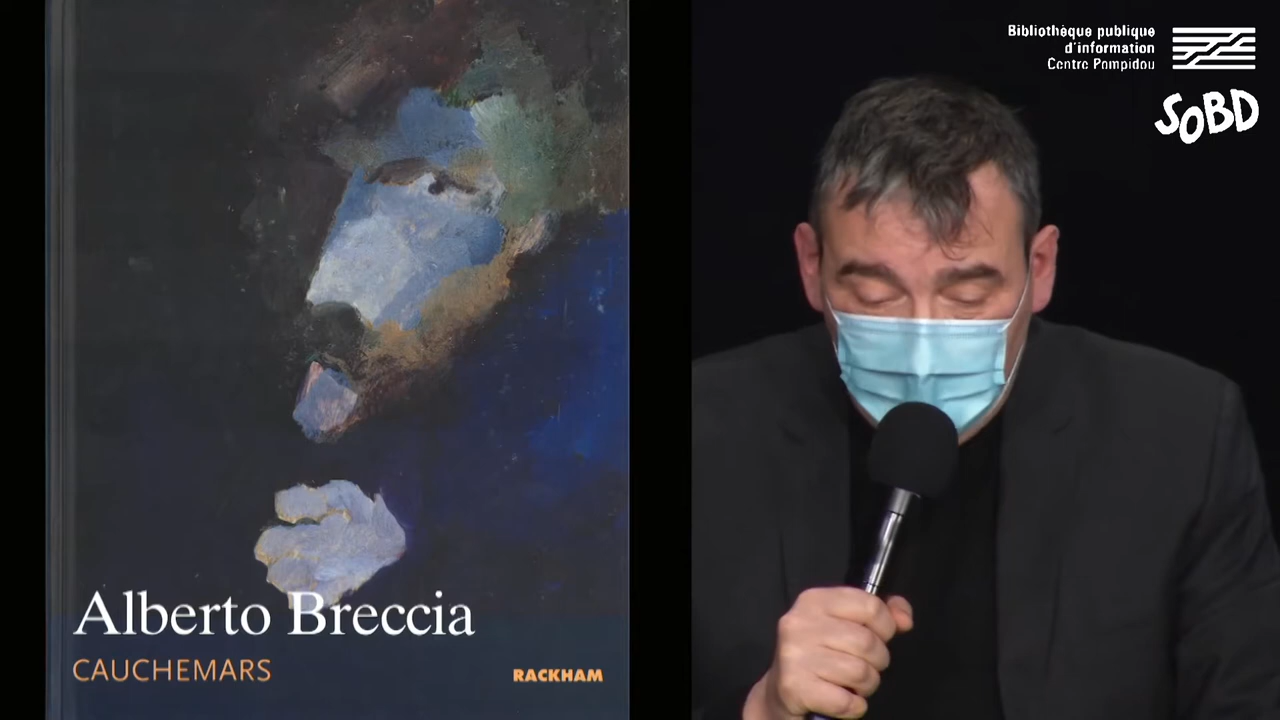 Alberto Breccia
CAUCHEMARS
RACKHAM
Bibliothèque publique
d'information
Centre Pompidou
SOBD